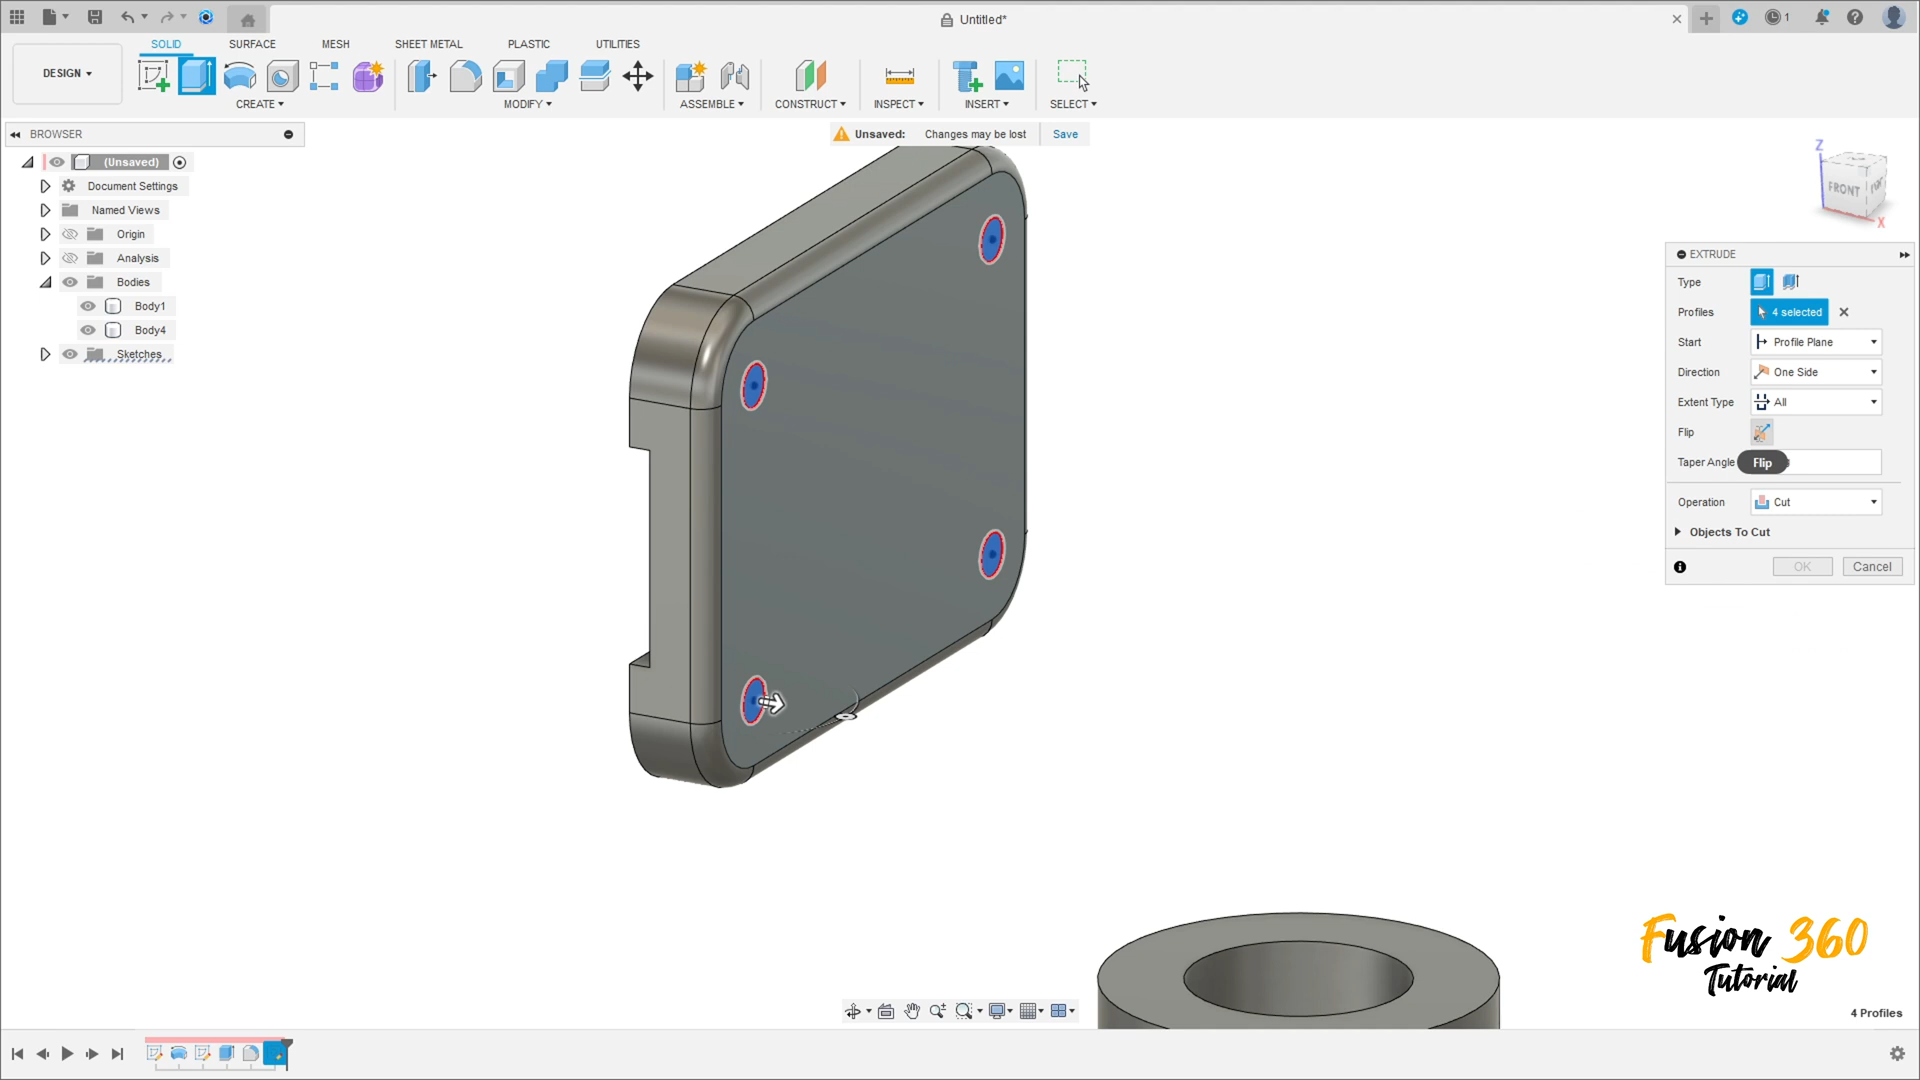 Untitled*
1
DESIGN
SOLID
SURFACE
MESH
SHEET METAL
PLASTIC
UTILITIES
CREATE
MODIFY
ASSEMBLE
CONSTRUCT
INSPECT
INSERT
SELECT
BROWSER
Unsaved: Changes may be lost Save
(Unsaved)
Document Settings
Named Views
Origin
Analysis
Bodies
Body1
Body4
Sketches
Z
FRONT
X
EXTRUDE
Type
Profiles 4 selected
Start Profile Plane
Direction One Side
Extent Type All
Flip
Taper Angle Flip
Operation Cut
Objects To Cut
OK Cancel
Fusion 360
Tutorial
4 Profiles